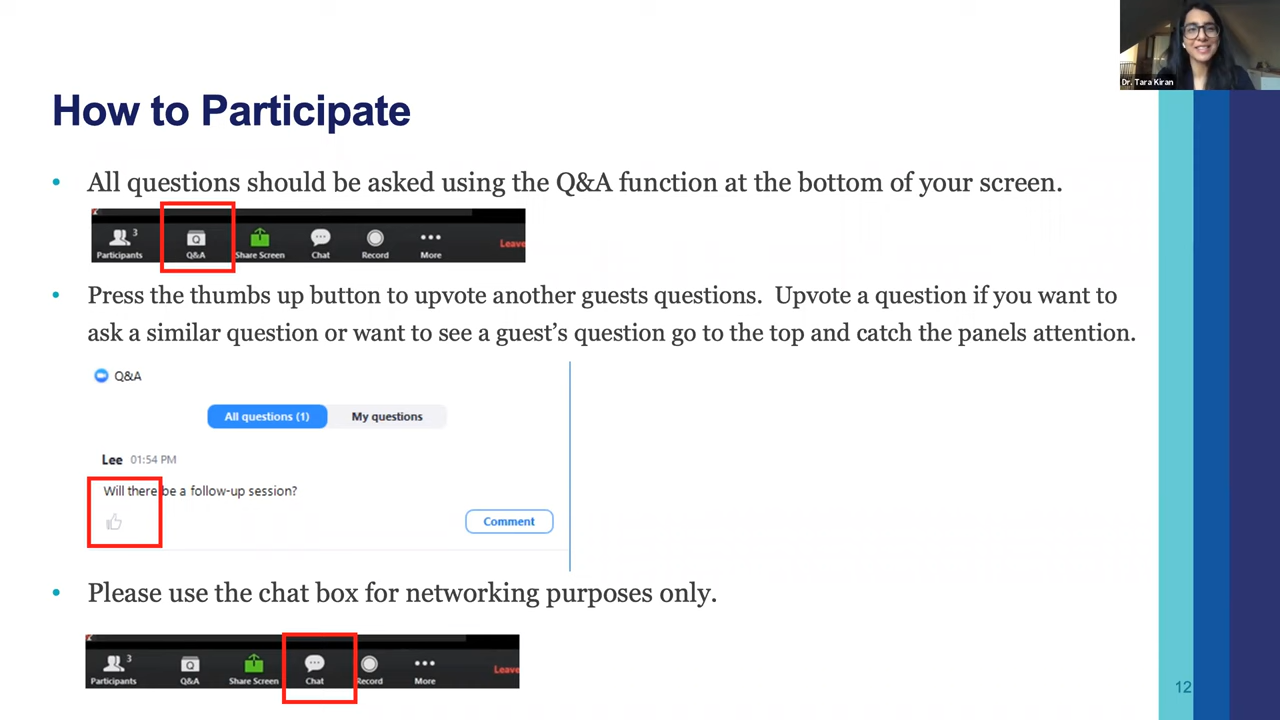 Dr. Tara Kiran
How to Participate
• All questions should be asked using the Q&A function at the bottom of your screen.
3
Participants Q&A Share Screen Chat Record More Leave
• Press the thumbs up button to upvote another guests questions. Upvote a question if you want to
ask a similar question or want to see a guest’s question go to the top and catch the panels attention.
Q&A
All questions (1) My questions
Lee 01:54 PM
Will there be a follow-up session?
Comment
• Please use the chat box for networking purposes only.
3
Participants Q&A Share Screen Chat Record More Leave
12